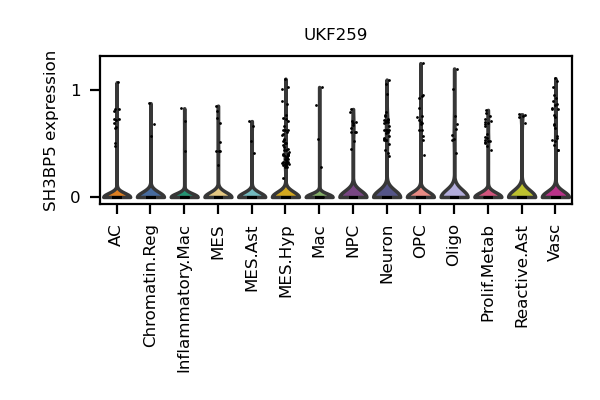 UKF259
SH3BP5 expression
1
0
AC
Chromatin.Reg
Inflammatory.Mac
MES
MES.Ast
MES.Hyp
Mac
NPC
Neuron
OPC
Oligo
Prolif.Metab
Reactive.Ast
Vasc